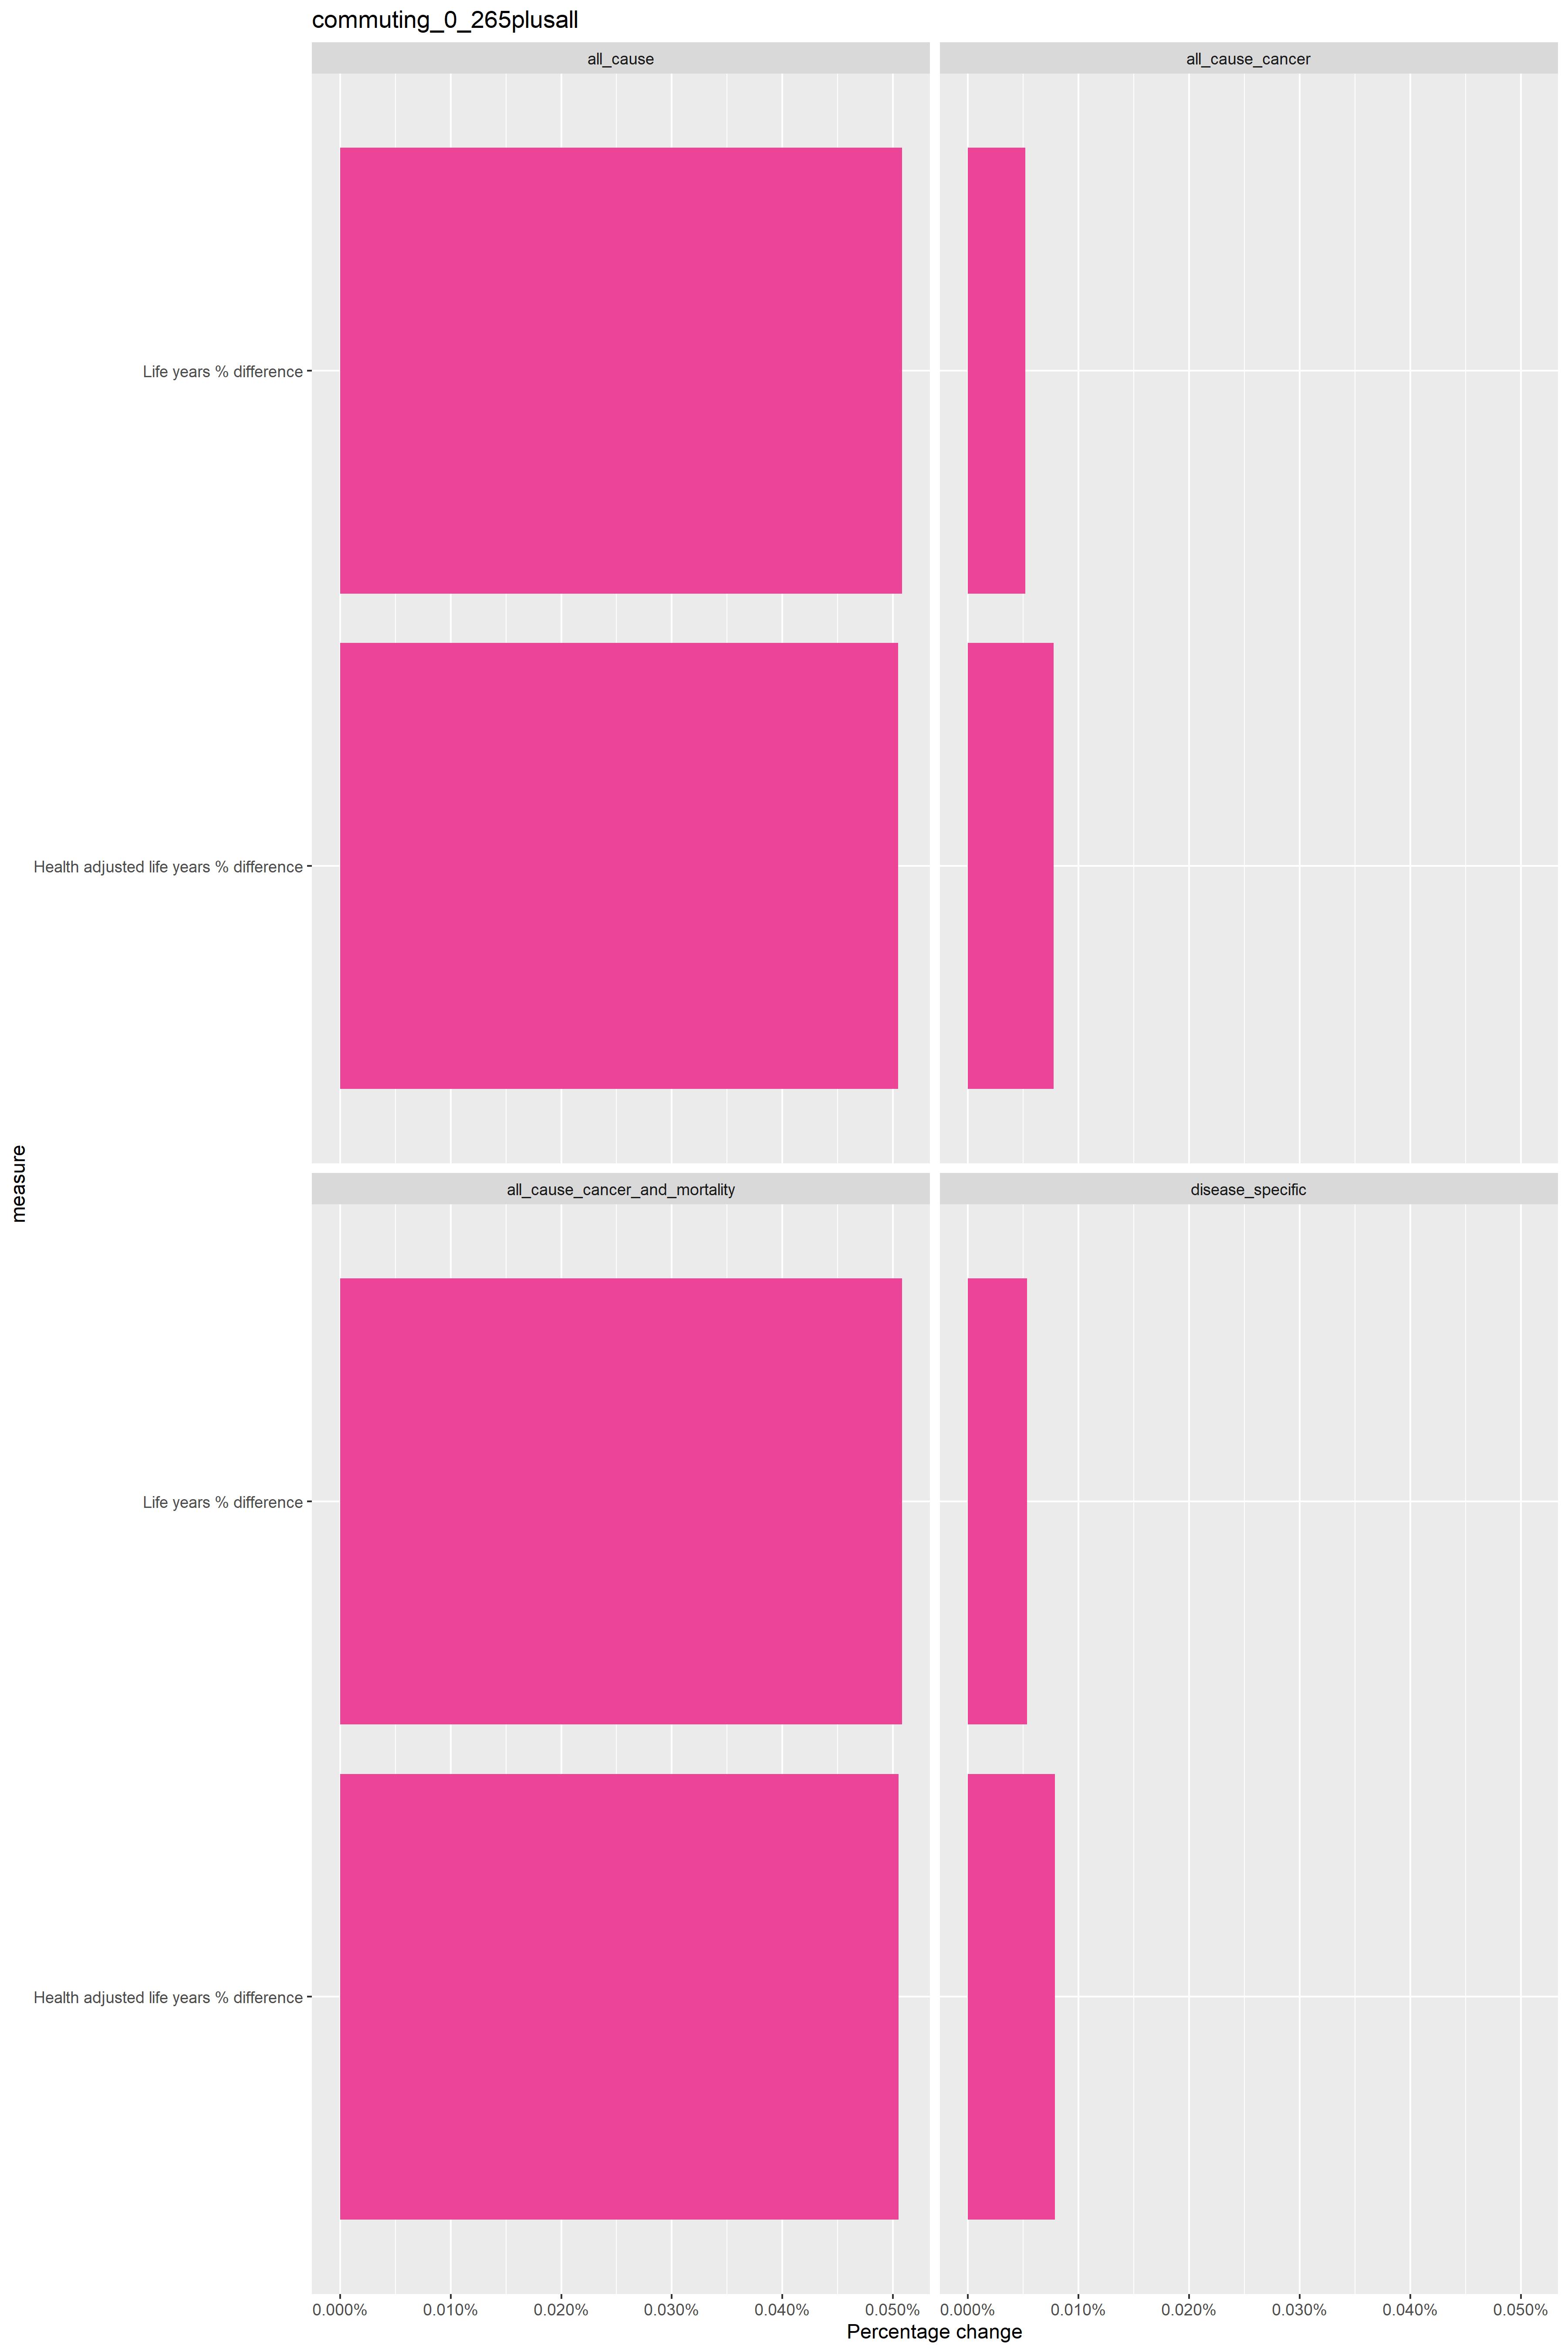 commuting_0_265plusall
all_cause
all_cause_cancer
Life years % difference
Health adjusted life years % difference
measure
all_cause_cancer_and_mortality
disease_specific
Life years % difference
Health adjusted life years % difference
0.000% 0.010% 0.020% 0.030% 0.040% 0.050% 0.000% 0.010% 0.020% 0.030% 0.040% 0.050%
Percentage change